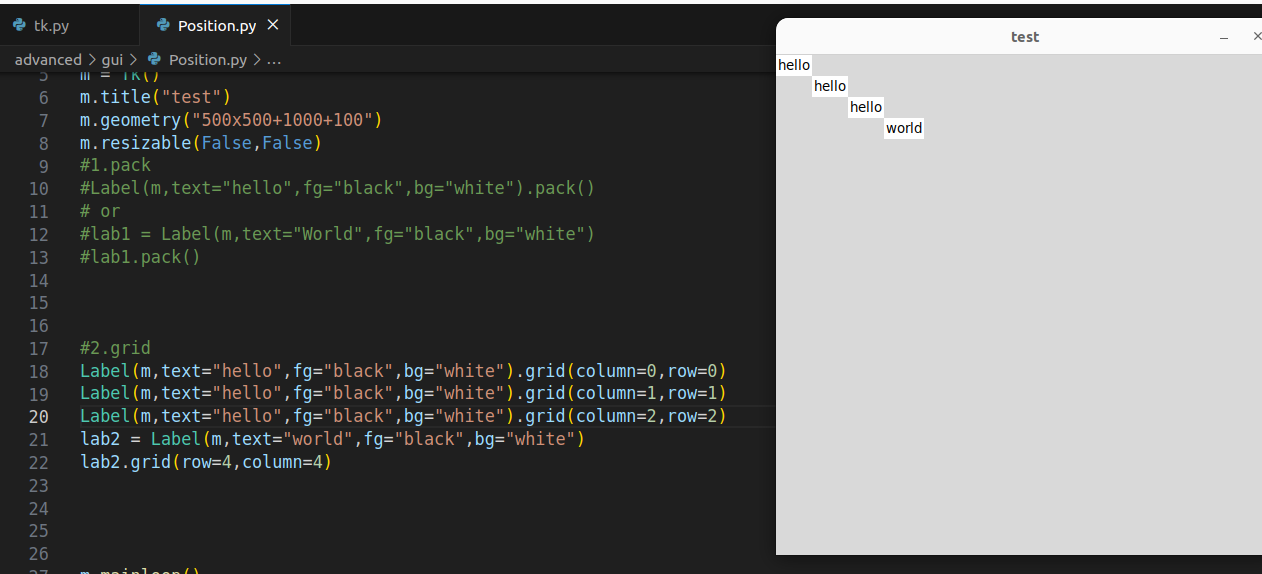 tk.py Position.py ×
advanced > gui > Position.py > ...
5 m = Tk()
6 m.title("test")
7 m.geometry("500x500+1000+100")
8 m.resizable(False,False)
9 #1.pack
10 #Label(m,text="hello",fg="black",bg="white").pack()
11 # or
12 #lab1 = Label(m,text="World",fg="black",bg="white")
13 #lab1.pack()
14
15
16
17 #2.grid
18 Label(m,text="hello",fg="black",bg="white").grid(column=0,row=0)
19 Label(m,text="hello",fg="black",bg="white").grid(column=1,row=1)
20 Label(m,text="hello",fg="black",bg="white").grid(column=2,row=2)
21 lab2 = Label(m,text="world",fg="black",bg="white")
22 lab2.grid(row=4,column=4)
23
24
25
26
27 m.mainloop()
test
hello
hello
hello
world